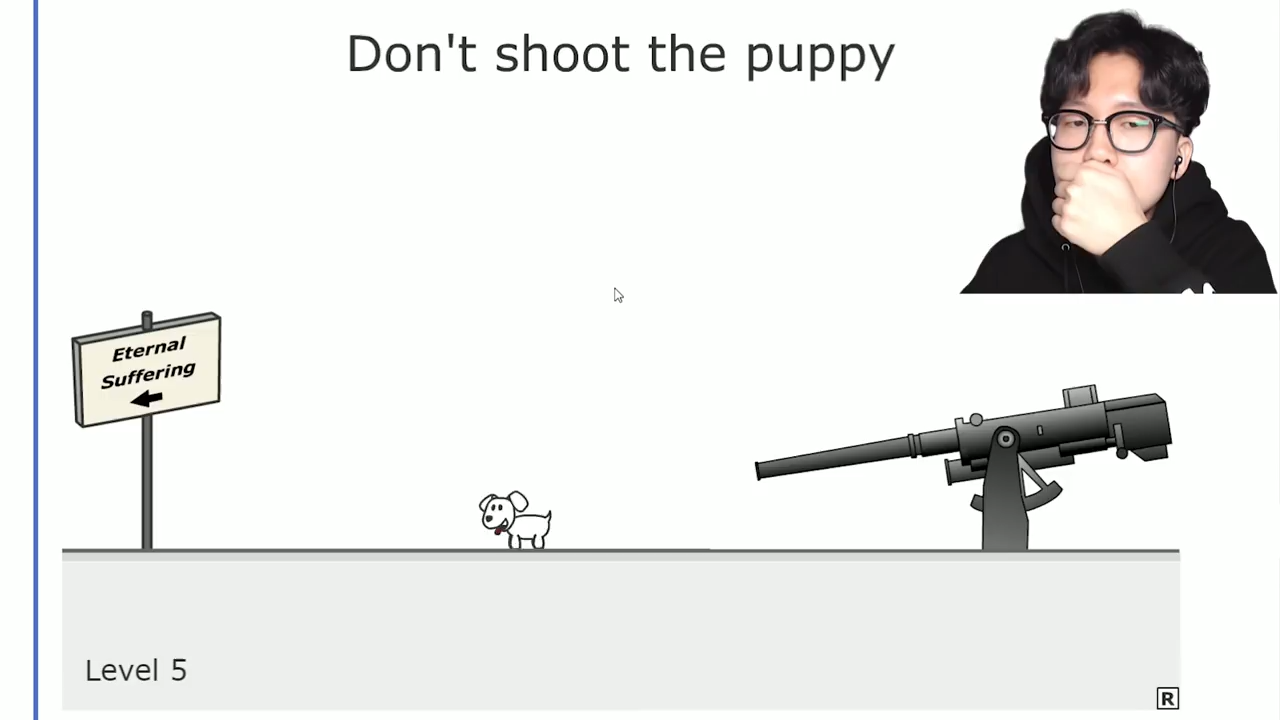 Don't shoot the puppy
Eternal
Suffering
Level 5
R